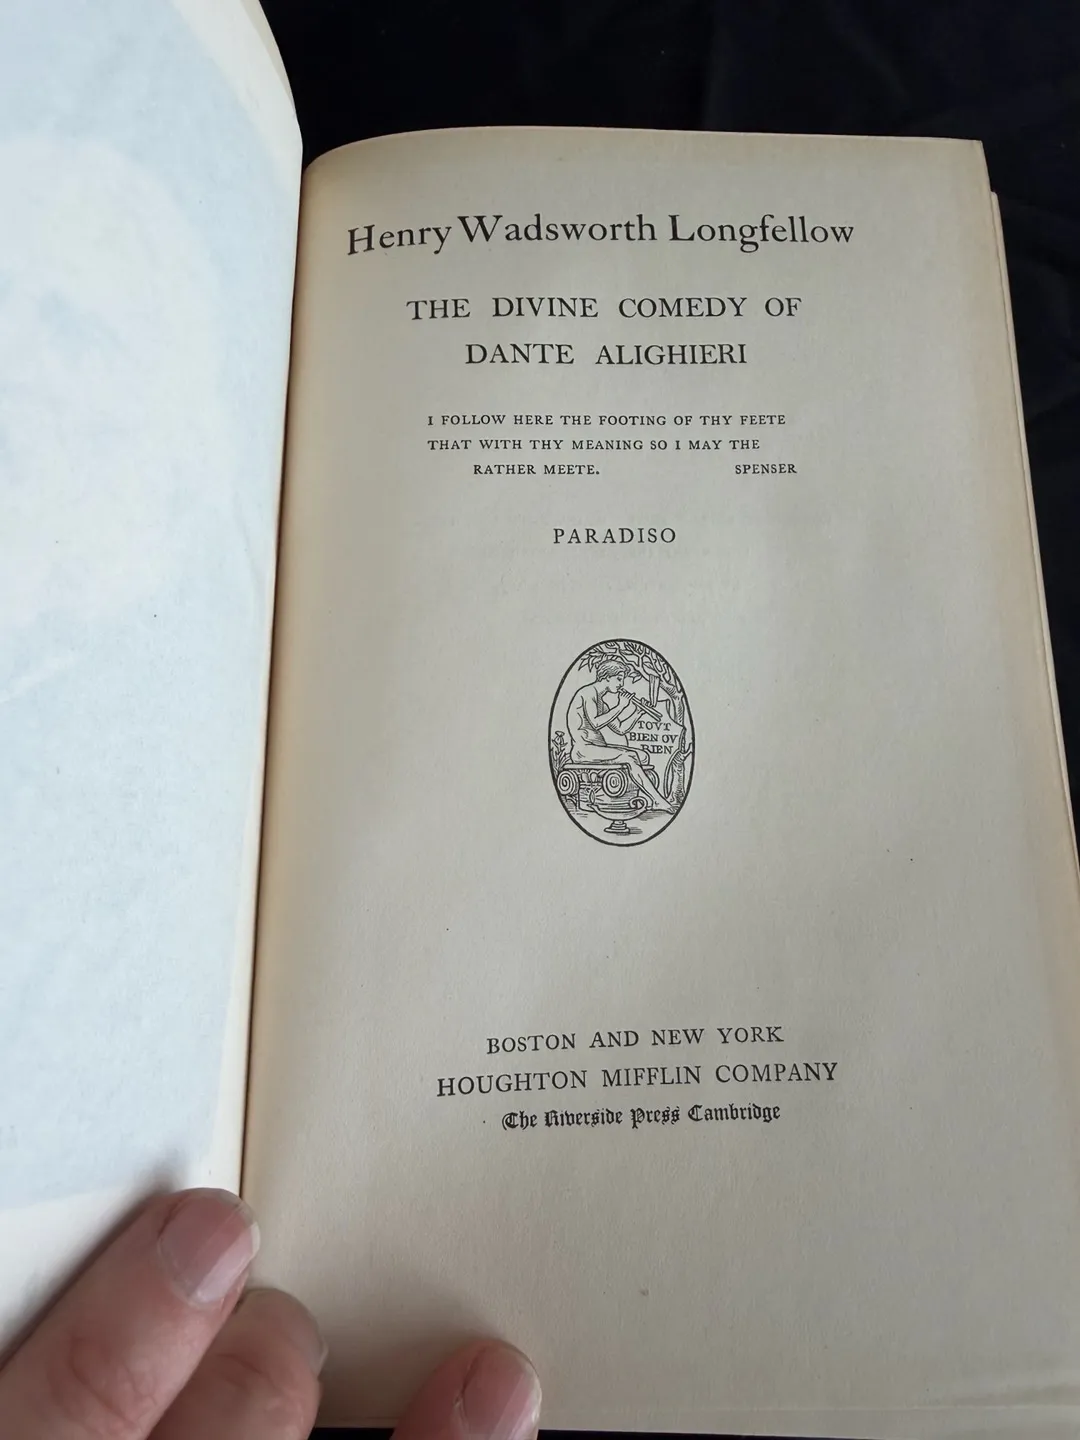 Henry Wadsworth Longfellow
THE DIVINE COMEDY OF
DANTE ALIGHIERI
I FOLLOW HERE THE FOOTING OF THY FEETE
THAT WITH THY MEANING SO I MAY THE
RATHER MEETE. SPENSER
PARADISO
TOVT
BIEN OV
RIEN
BOSTON AND NEW YORK
HOUGHTON MIFFLIN COMPANY
The Riverside Press Cambridge